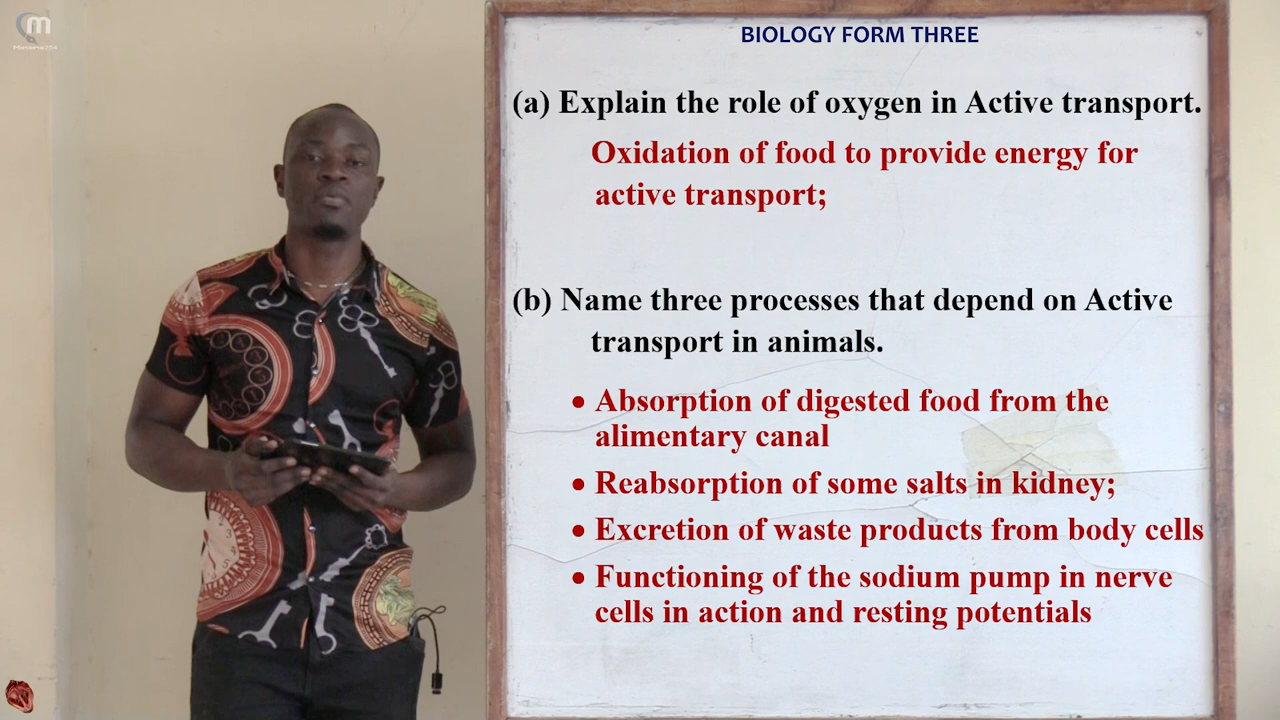 BIOLOGY FORM THREE
(a) Explain the role of oxygen in Active transport.
Oxidation of food to provide energy for
active transport;
(b) Name three processes that depend on Active
transport in animals.
• Absorption of digested food from the
alimentary canal
• Reabsorption of some salts in kidney;
• Excretion of waste products from body cells
• Functioning of the sodium pump in nerve
cells in action and resting potentials